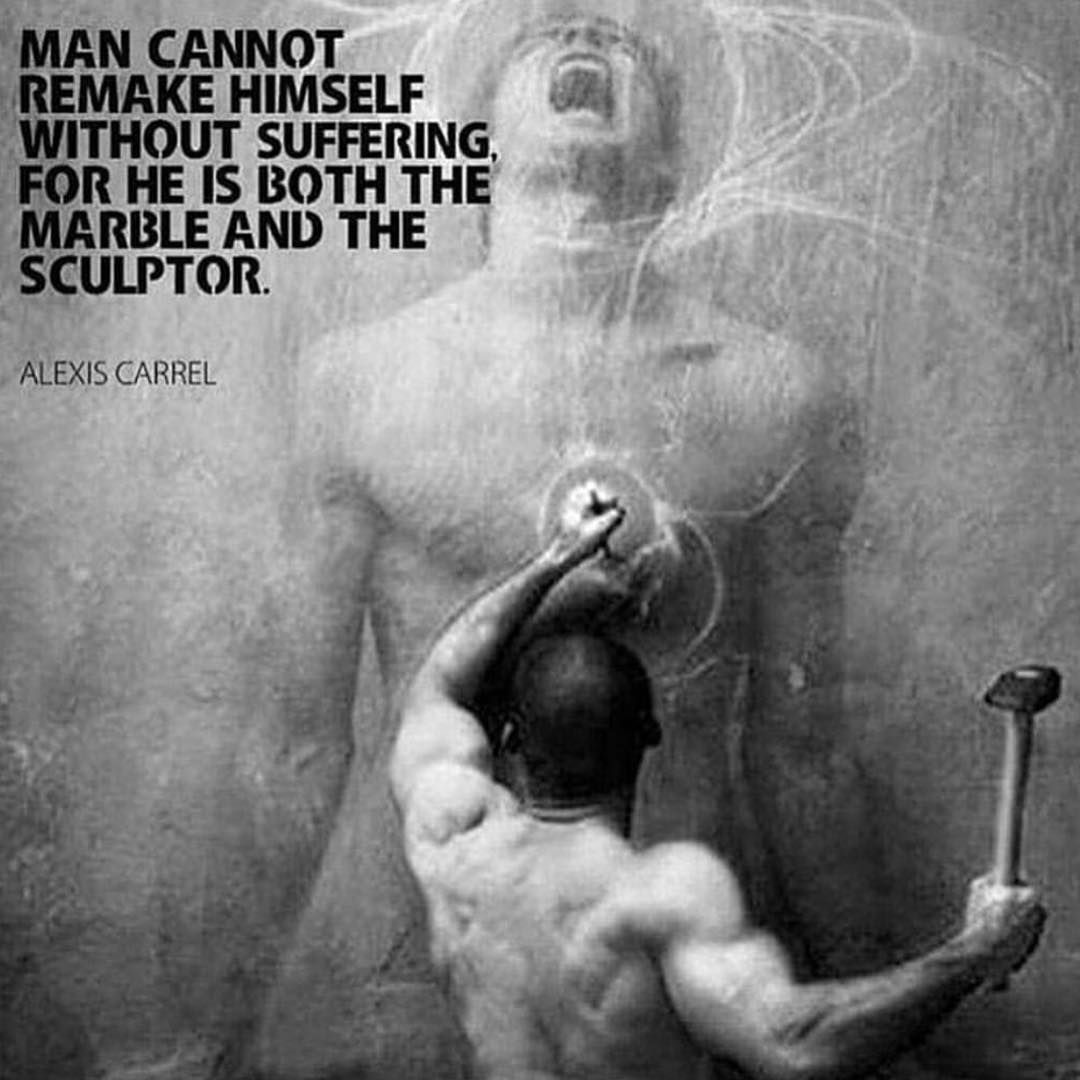 MAN CANNOT
REMAKE HIMSELF
WITHOUT SUFFERING,
FOR HE IS BOTH THE
MARBLE AND THE
SCULPTOR.
ALEXIS CARREL